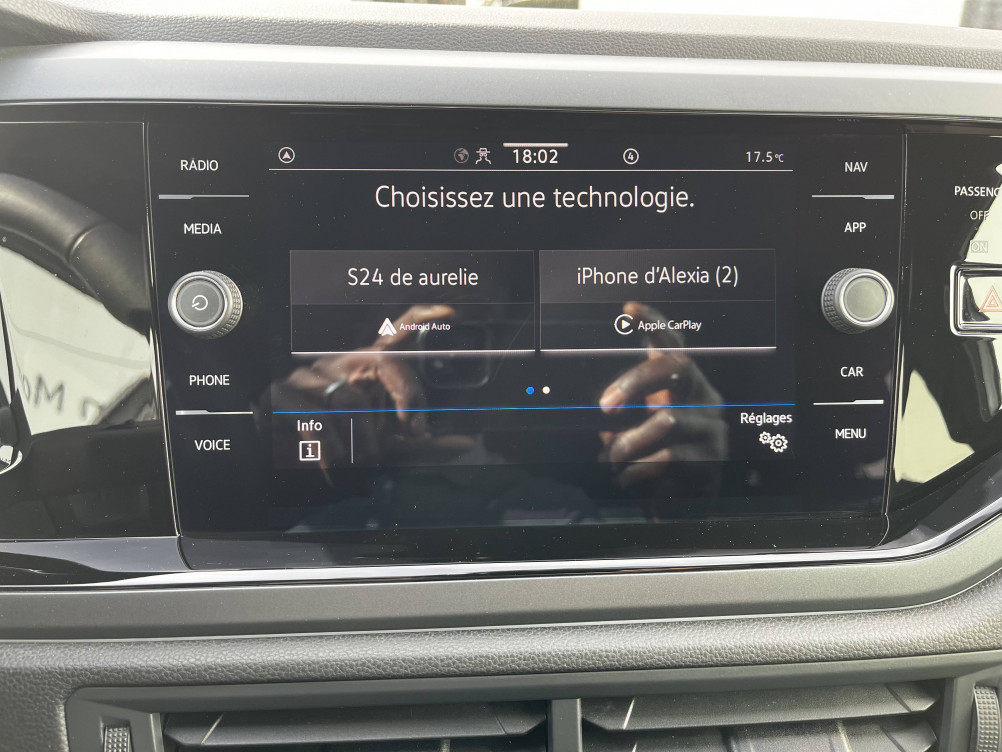 RADIO
MEDIA
PHONE
VOICE
18:02
4
17.5°C
Choisissez une technologie.
S24 de aurelie
Android Auto
iPhone d'Alexia (2)
Apple CarPlay
Info
i
Réglages
NAV
APP
CAR
MENU
PASSENG
OFF
ON